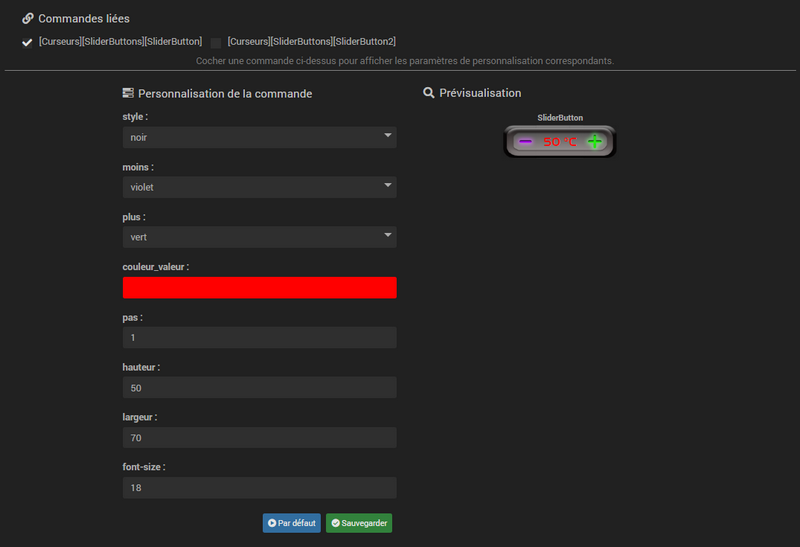 Commandes liées
[Curseurs][SliderButtons][SliderButton] [Curseurs][SliderButtons][SliderButton2]
Cocher une commande ci-dessus pour afficher les paramètres de personnalisation correspondants.
Personnalisation de la commande
Prévisualisation
style :
noir
moins :
violet
plus :
vert
couleur_valeur :
pas :
1
hauteur :
50
largeur :
70
font-size :
18
Par défaut
Sauvegarder
SliderButton
- 50 °C +